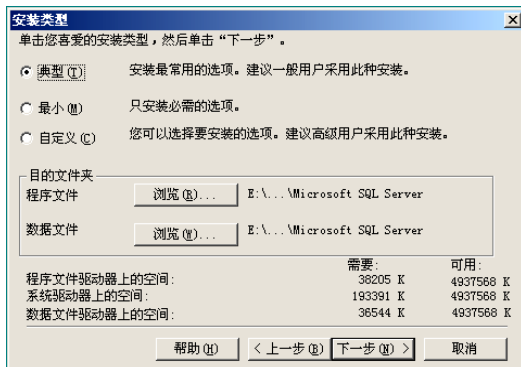 安装类型
单击您喜爱的安装类型，然后单击“下一步”。
典型(T) 安装最常用的选项。建议一般用户采用此种安装。
最小(M) 只安装必需的选项。
自定义(C) 您可以选择要安装的选项。建议高级用户采用此种安装。
目的文件夹
程序文件 浏览(R)... E:\...\Microsoft SQL Server
数据文件 浏览(W)... E:\...\Microsoft SQL Server
需要: 可用:
程序文件驱动器上的空间: 38205 K 4937568 K
系统驱动器上的空间: 193391 K 4937568 K
数据文件驱动器上的空间: 36544 K 4937568 K
帮助(H) < 上一步(B) 下一步(N) > 取消